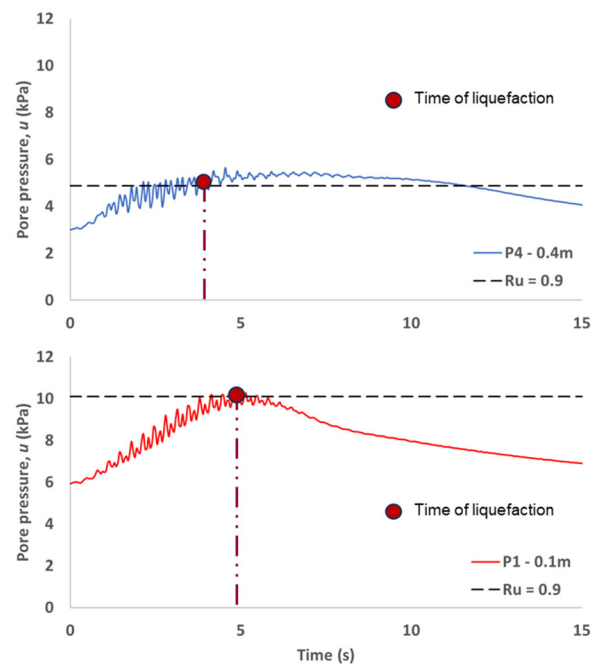 12
10
8
6
4
2
0
Pore pressure, u (kPa)
Time of liquefaction
P4 - 0.4m
Ru = 0.9
0 5 10 15
12
10
8
6
4
2
0
Pore pressure, u (kPa)
Time of liquefaction
P1 - 0.1m
Ru = 0.9
0 5 10 15
Time (s)